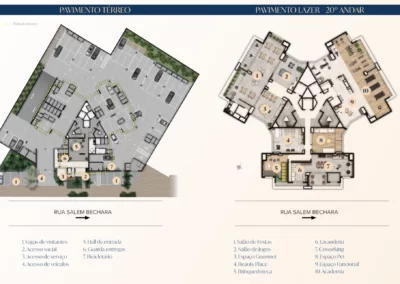 PAVIMENTO TÉRREO
RUA SALEM BECHARA
1. Vagas de visitantes
2. Acesso social
3. Acesso de serviço
4. Acesso de veículos
5. Hall de entrada
6. Guarda entregas
7. Bicicletário
PAVIMENTO LAZER 20º ANDAR
RUA SALEM BECHARA
1. Salão de Festas
2. Salão de Jogos
3. Espaço Gourmet
4. Beauty Place
5. Brinquedoteca
6. Lavanderia
7. Coworking
8. Espaço Pet
9. Espaço Funcional
10. Academia